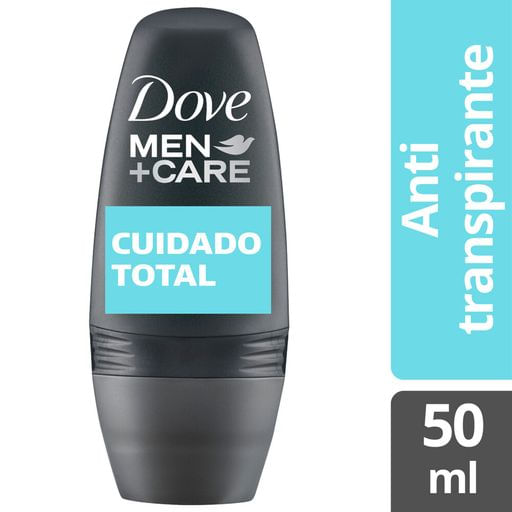 Dove
MEN
+CARE
CUIDADO
TOTAL
Anti
transpirante
50
ml